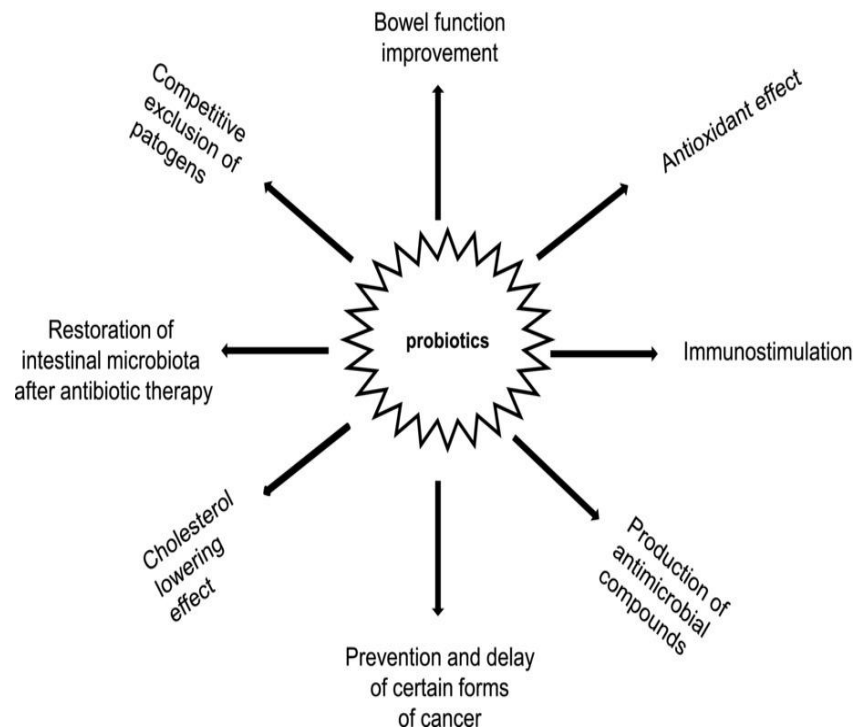 Bowel function
improvement
Competitive
exclusion of
patogens
Antioxidant effect
probiotics
Restoration of
intestinal microbiota
after antibiotic therapy
Immunostimulation
Cholesterol
lowering
effect
Production of
antimicrobial
compounds
Prevention and delay
of certain forms
of cancer